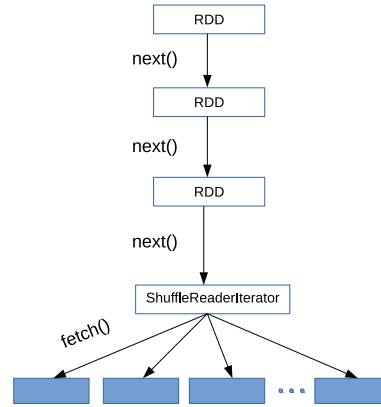 RDD
next()
RDD
next()
RDD
next()
ShuffleReaderIterator
fetch()